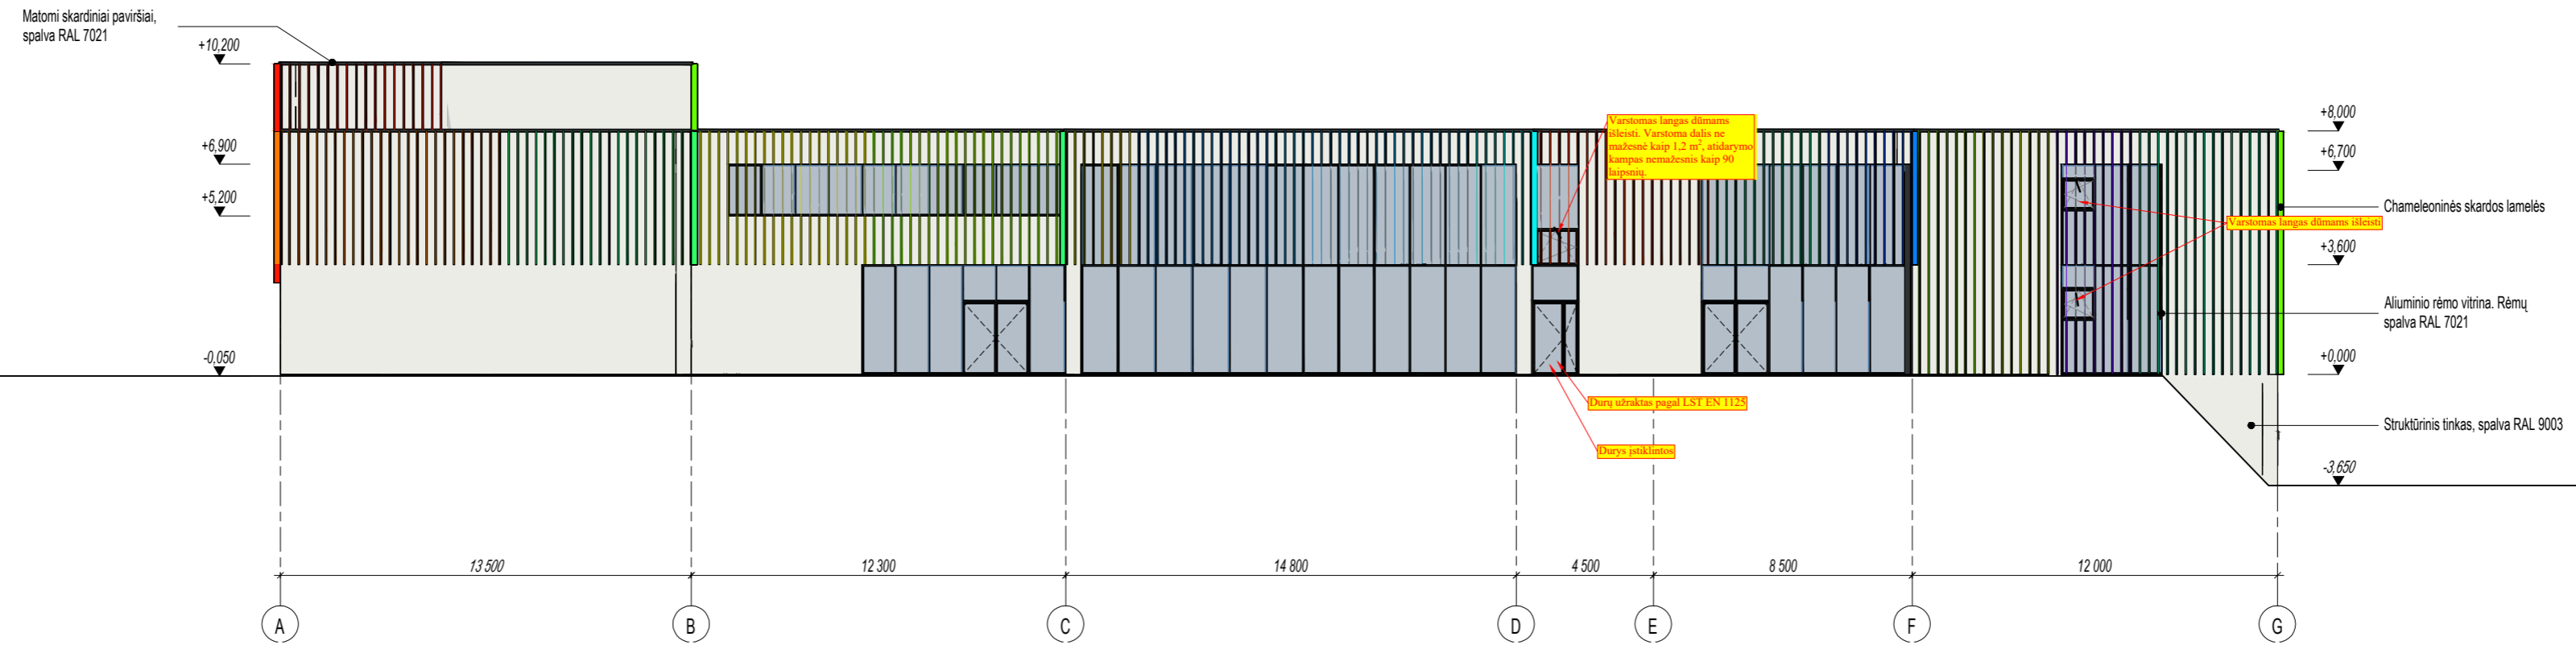 Matomi skardiniai paviršiai,
spalva RAL 7021
+10,200
+6,900
+5,200
-0,050
Varstomas langas dūmams
išleisti. Varstoma dalis ne
mažesnė kaip 1,2 m², atidarymo
kampas nemažesnis kaip 90
laipsnių.
Durų užraktas pagal LST EN 1125
Durys įstiklintos
Varstomas langas dūmams išleisti
+8,000
+6,700
Chameleoninės skardos lamelės
+3,600
Aliuminio rėmo vitrina. Rėmų
spalva RAL 7021
+0,000
Struktūrinis tinkas, spalva RAL 9003
-3,650
13 500
12 300
14 800
4 500
8 500
12 000
A
B
C
D
E
F
G